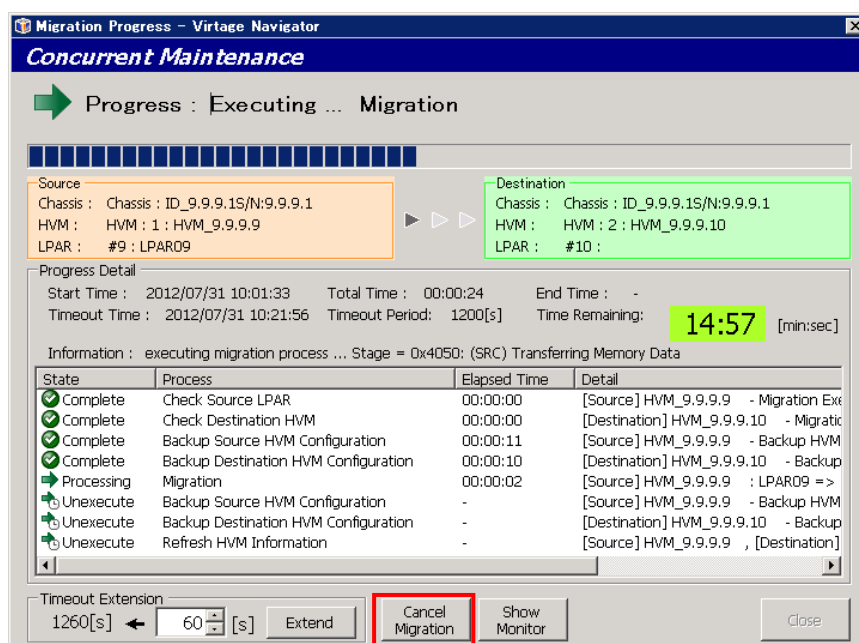 Migration Progress - Virtage Navigator
Concurrent Maintenance
Progress : Executing ... Migration
Source
Chassis : Chassis : ID_9.9.9.1S/N:9.9.9.1
HVM : HVM : 1 : HVM_9.9.9.9
LPAR : #9 : LPAR09
Destination
Chassis : Chassis : ID_9.9.9.1S/N:9.9.9.1
HVM : HVM : 2 : HVM_9.9.9.10
LPAR : #10 :
Progress Detail
Start Time : 2012/07/31 10:01:33 Total Time : 00:00:24 End Time : -
Timeout Time : 2012/07/31 10:21:56 Timeout Period: 1200[s] Time Remaining: 14:57 [min:sec]
Information : executing migration process ... Stage = 0x4050: (SRC) Transferring Memory Data
State Process Elapsed Time Detail
Complete Check Source LPAR 00:00:00 [Source] HVM_9.9.9.9 - Migration Exe
Complete Check Destination HVM 00:00:00 [Destination] HVM_9.9.9.10 - Migratic
Complete Backup Source HVM Configuration 00:00:11 [Source] HVM_9.9.9.9 - Backup HVM
Complete Backup Destination HVM Configuration 00:00:10 [Destination] HVM_9.9.9.10 - Backup
Processing Migration 00:00:02 [Source] HVM_9.9.9.9 : LPAR09 =>
Unexecute Backup Source HVM Configuration - [Source] HVM_9.9.9.9 - Backup HVM
Unexecute Backup Destination HVM Configuration - [Destination] HVM_9.9.9.10 - Backup
Unexecute Refresh HVM Information - [Source] HVM_9.9.9.9 , [Destination]
Timeout Extension
1260[s] 60 [s] Extend
Cancel
Migration
Show
Monitor
Close